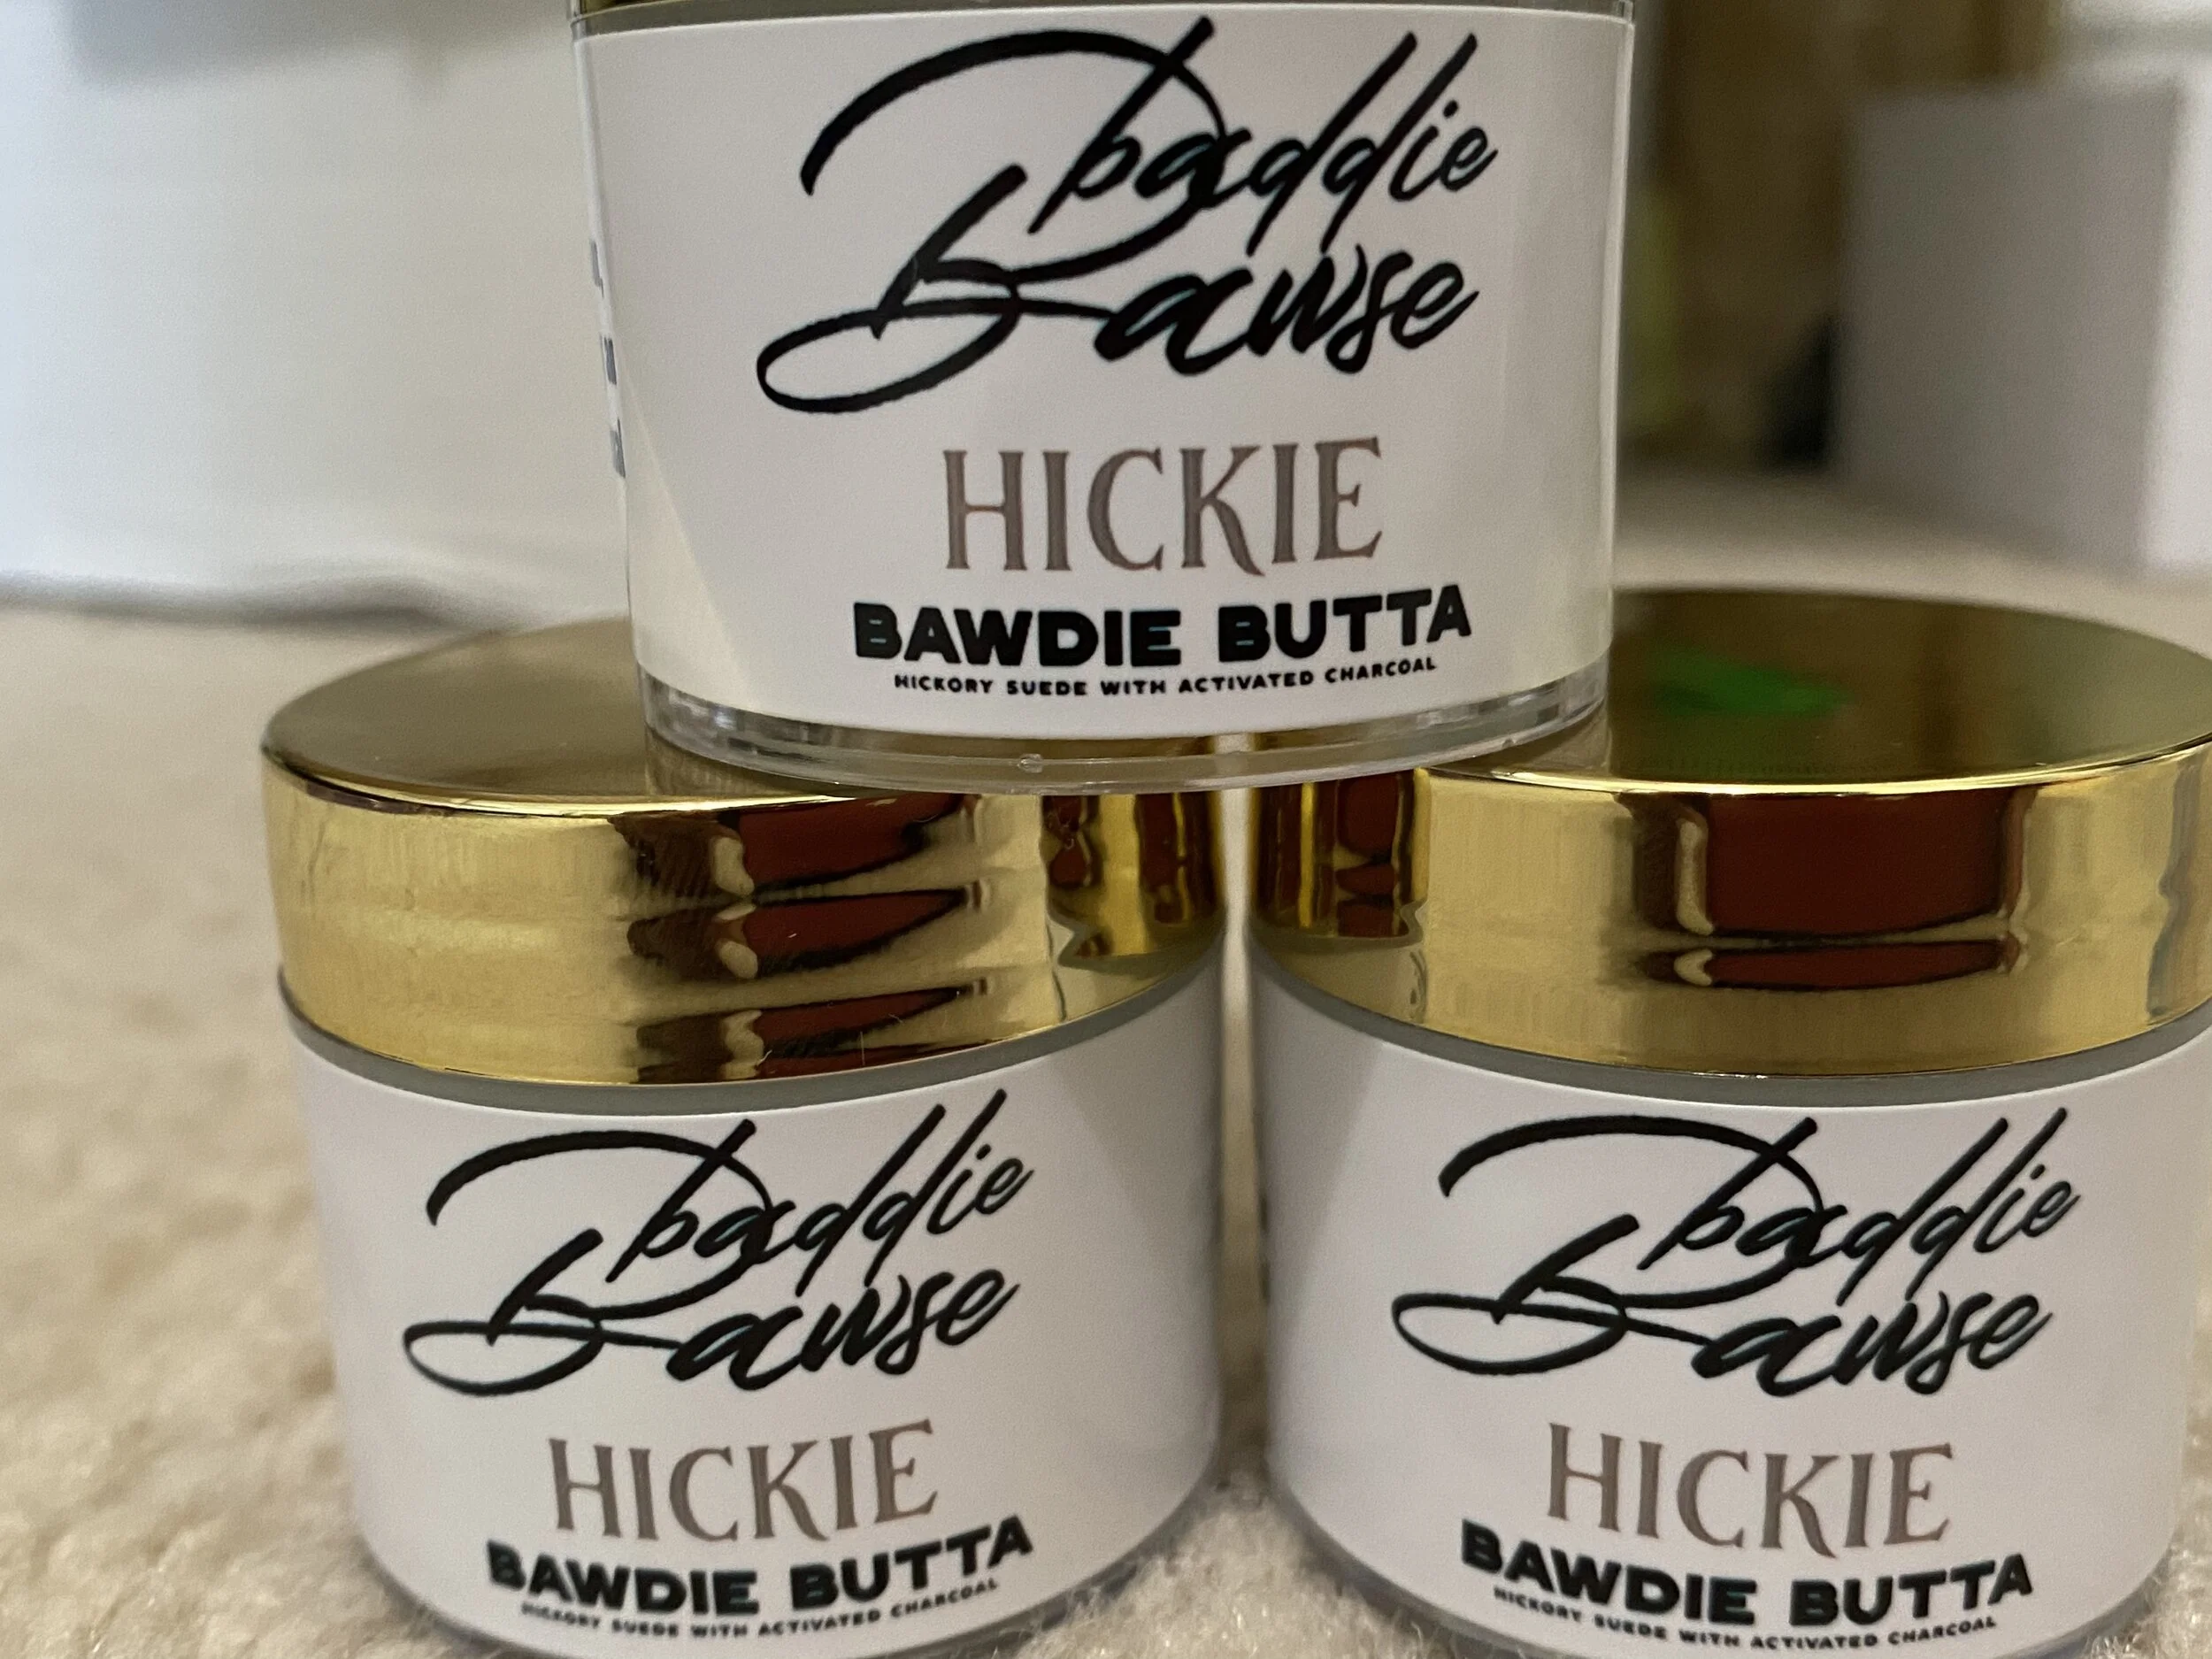 baddie
Bawse
HICKIE
BAWDIE BUTTA
HICKORY SUEDE WITH ACTIVATED CHARCOAL
baddie
Bawse
HICKIE
BAWDIE BUTTA
HICKORY SUEDE WITH ACTIVATED CHARCOAL
baddie
Bawse
HICKIE
BAWDIE BUTTA
HICKORY SUEDE WITH ACTIVATED CHARCOAL